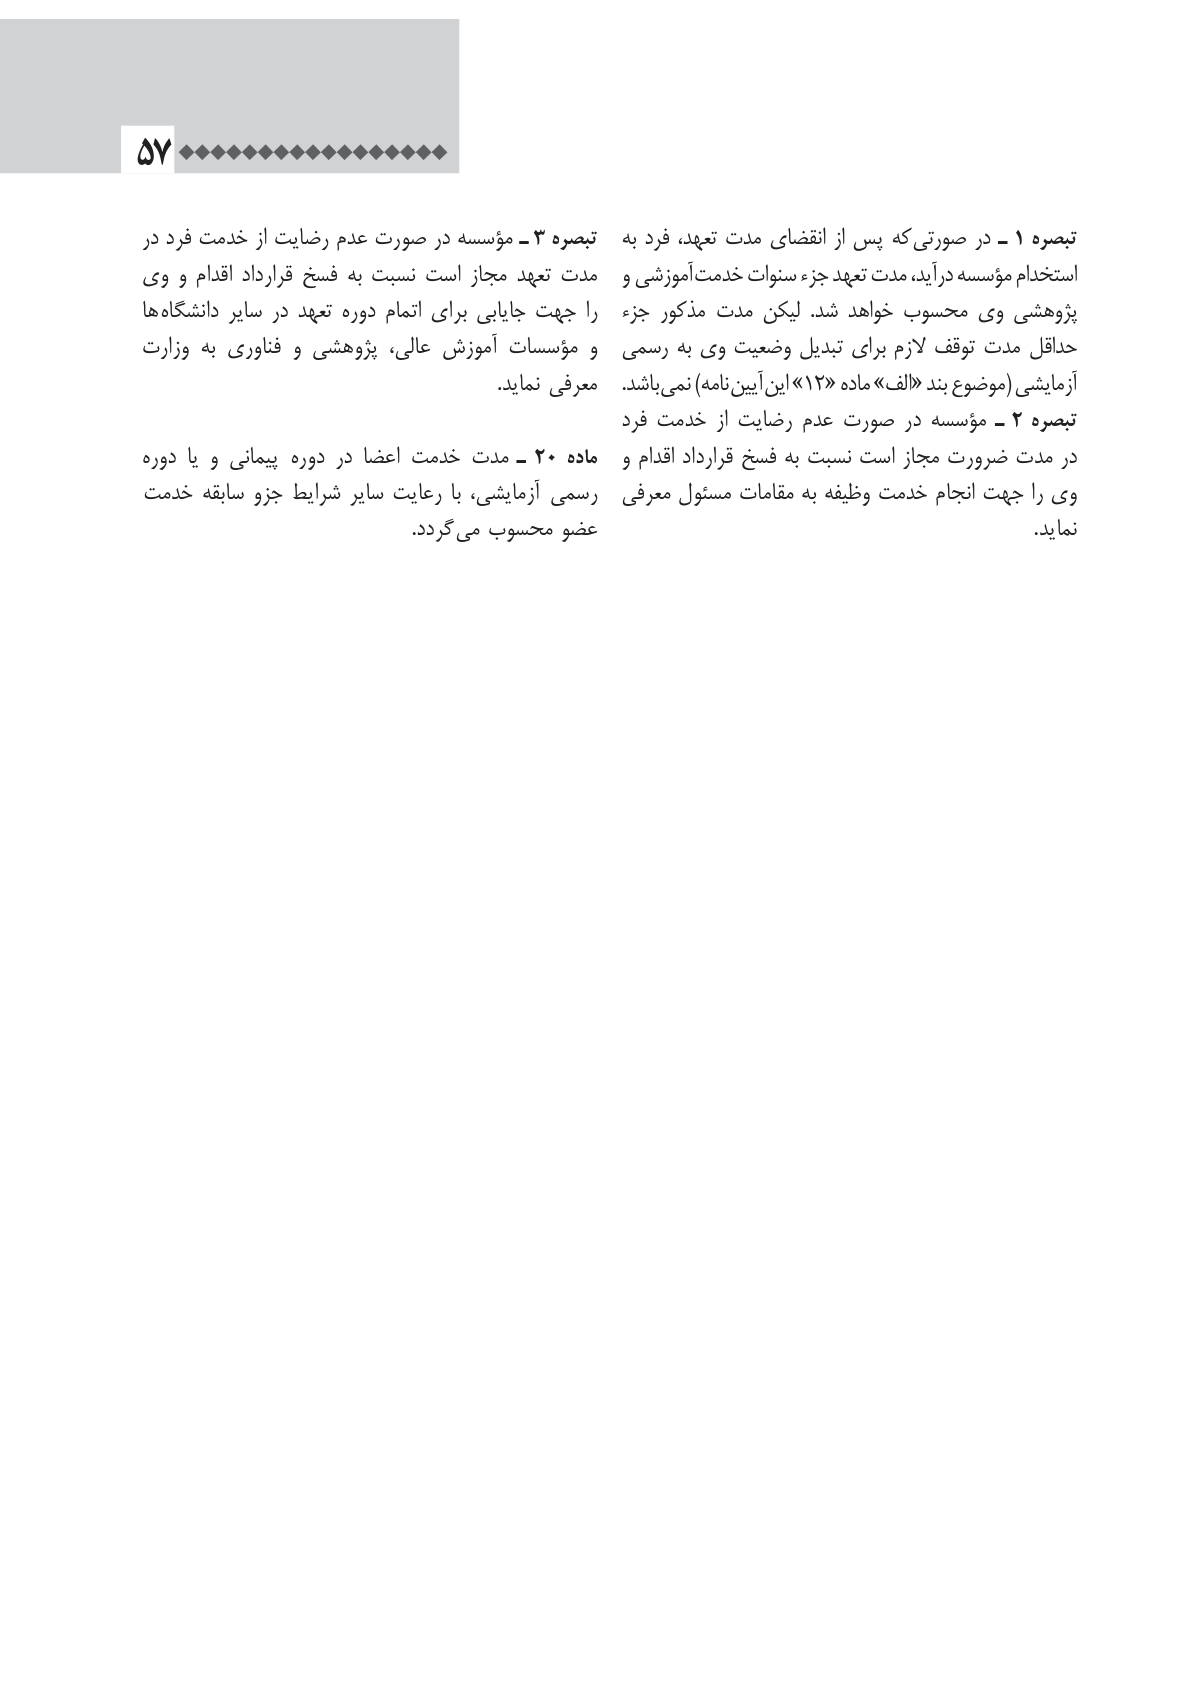 ۵۷
تبصره ۱ ـ در صورتی‌که پس از انقضای مدت تعهد، فرد به
استخدام مؤسسه درآید، مدت تعهد جزء سنوات خدمت‌آموزشی و
پژوهشی وی محسوب خواهد شد. لیکن مدت مذکور جزء
حداقل مدت توقف لازم برای تبدیل وضعیت وی به رسمی
آزمایشی (موضوع بند «الف» ماده «۱۲» این‌آیین‌نامه) نمی‌باشد.
تبصره ۲ ـ مؤسسه در صورت عدم رضایت از خدمت فرد
در مدت ضرورت مجاز است نسبت به فسخ قرارداد اقدام و
وی را جهت انجام خدمت وظیفه به مقامات مسئول معرفی
نماید.
تبصره ۳ ـ مؤسسه در صورت عدم رضایت از خدمت فرد در
مدت تعهد مجاز است نسبت به فسخ قرارداد اقدام و وی
را جهت جایابی برای اتمام دوره تعهد در سایر دانشگاه‌ها
و مؤسسات آموزش عالی، پژوهشی و فناوری به وزارت
معرفی نماید.
ماده ۲۰ ـ مدت خدمت اعضا در دوره پیمانی و یا دوره
رسمی آزمایشی، با رعایت سایر شرایط جزو سابقه خدمت
عضو محسوب می‌گردد.